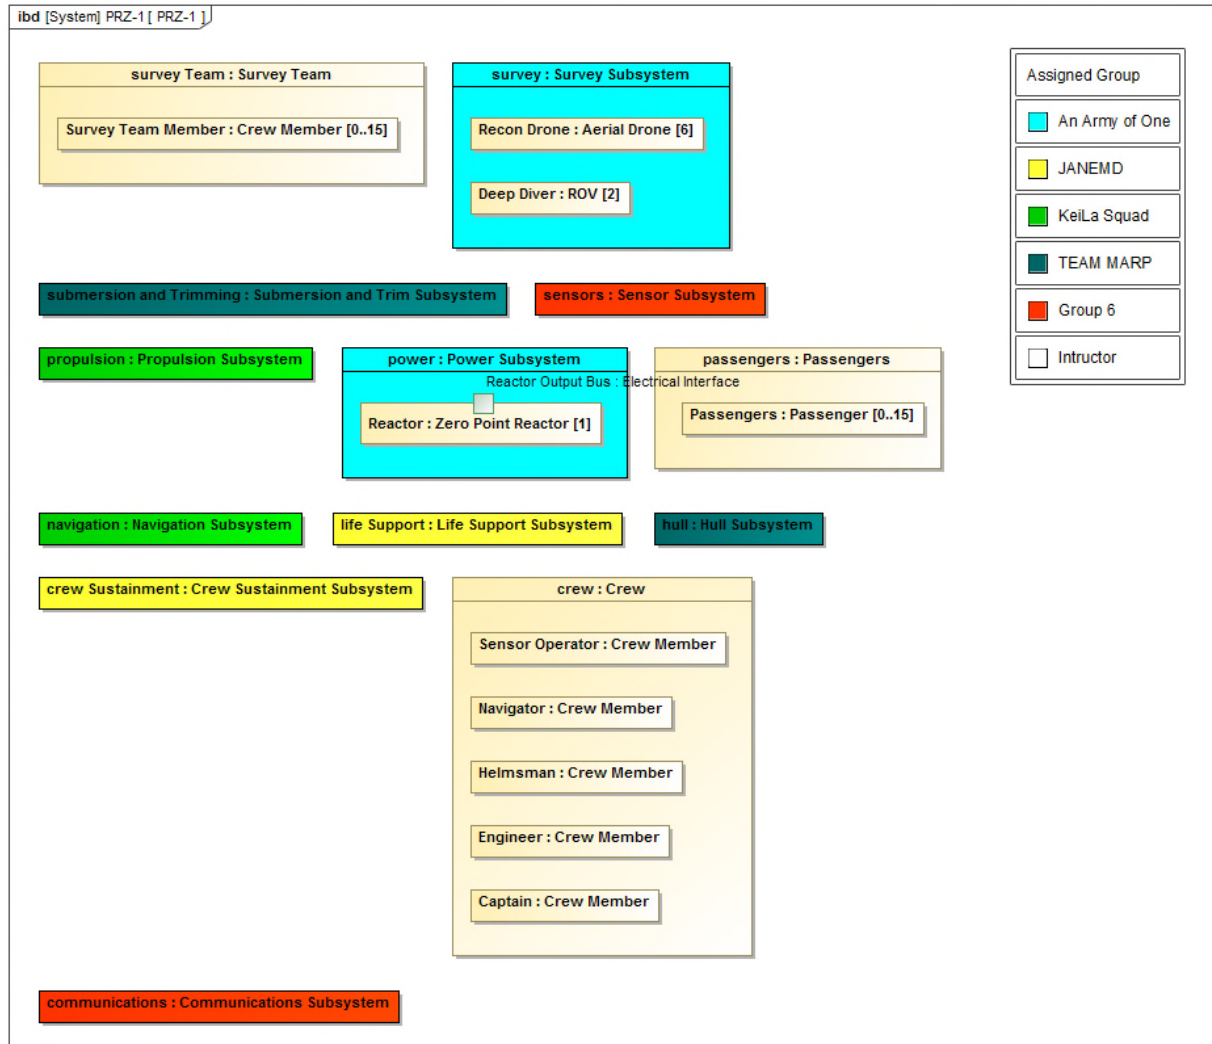 ibd [System] PRZ-1 [ PRZ-1 ]
survey Team : Survey Team
Survey Team Member : Crew Member [0..15]
survey : Survey Subsystem
Recon Drone : Aerial Drone [6]
Deep Diver : ROV [2]
Assigned Group
An Army of One
JANEMD
KeiLa Squad
TEAM MARP
Group 6
Intructor
submersion and Trimming : Submersion and Trim Subsystem
sensors : Sensor Subsystem
propulsion : Propulsion Subsystem
power : Power Subsystem
Reactor Output Bus : Electrical Interface
Reactor : Zero Point Reactor [1]
passengers : Passengers
Passengers : Passenger [0..15]
navigation : Navigation Subsystem
life Support : Life Support Subsystem
hull : Hull Subsystem
crew Sustainment : Crew Sustainment Subsystem
crew : Crew
Sensor Operator : Crew Member
Navigator : Crew Member
Helmsman : Crew Member
Engineer : Crew Member
Captain : Crew Member
communications : Communications Subsystem